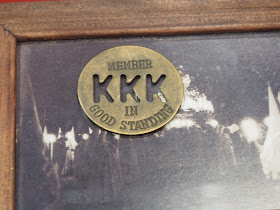 MEMBER
KKK
IN
GOOD STANDING